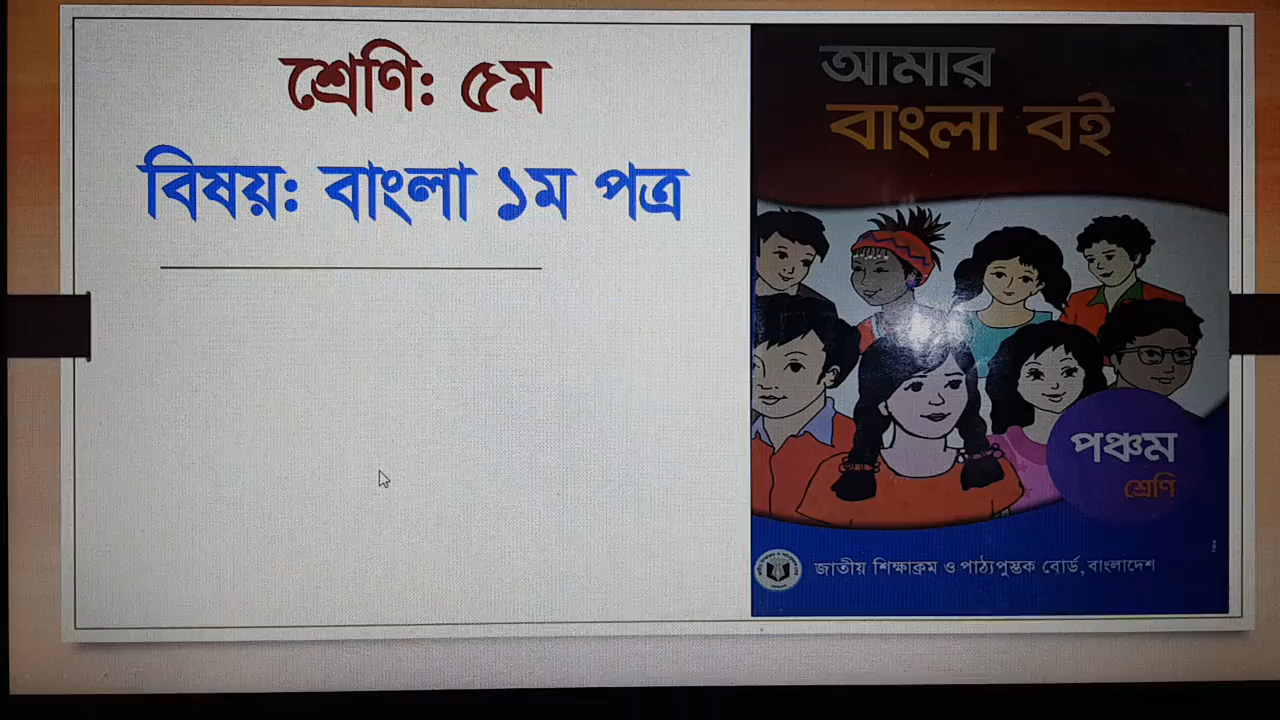 শ্রেণি: ৫ম
বিষয়: বাংলা ১ম পত্র
আমার
বাংলা বই
পঞ্চম
শ্রেণি
জাতীয় শিক্ষাক্রম ও পাঠ্যপুস্তক বোর্ড, বাংলাদেশ